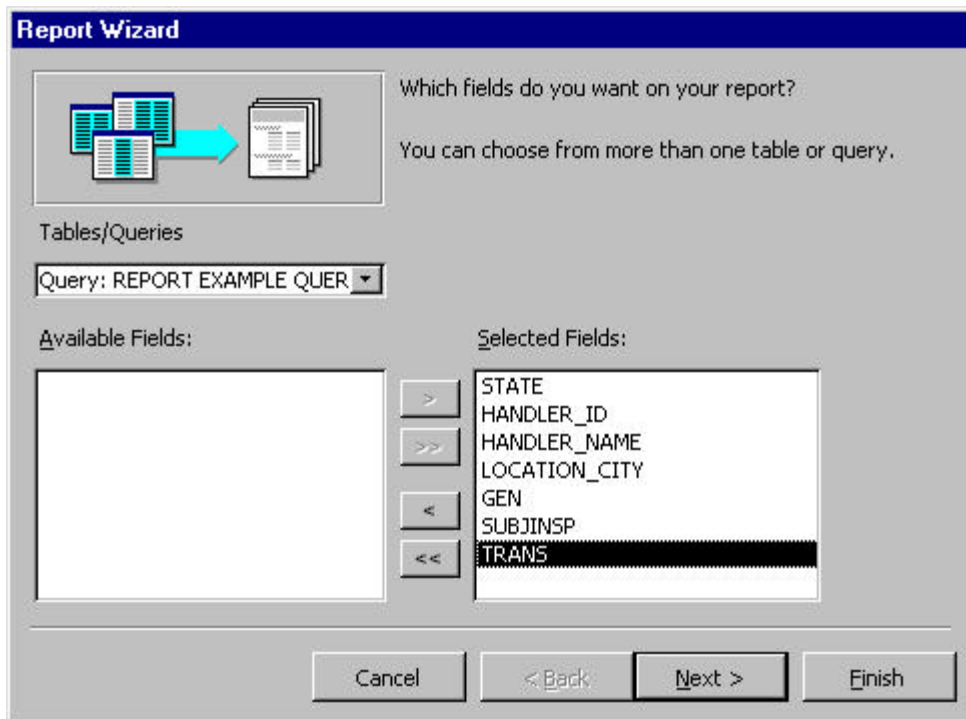 Report Wizard
Which fields do you want on your report?
You can choose from more than one table or query.
Tables/Queries
Query: REPORT EXAMPLE QUER
Available Fields:
Selected Fields:
STATE
HANDLER_ID
HANDLER_NAME
LOCATION_CITY
GEN
SUBJINSP
TRANS
>
>>
<
<<
Cancel
< Back
Next >
Finish